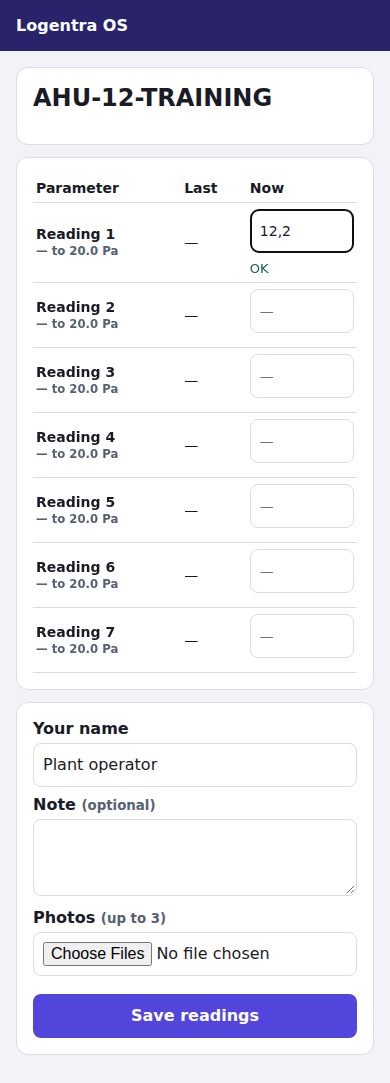 Logentra OS
AHU-12-TRAINING
Parameter Last Now
Reading 1
— to 20.0 Pa
—
12,2
OK
Reading 2
— to 20.0 Pa
—
—
Reading 3
— to 20.0 Pa
—
—
Reading 4
— to 20.0 Pa
—
—
Reading 5
— to 20.0 Pa
—
—
Reading 6
— to 20.0 Pa
—
—
Reading 7
— to 20.0 Pa
—
—
Your name
Plant operator
Note (optional)
Photos (up to 3)
Choose Files No file chosen
Save readings